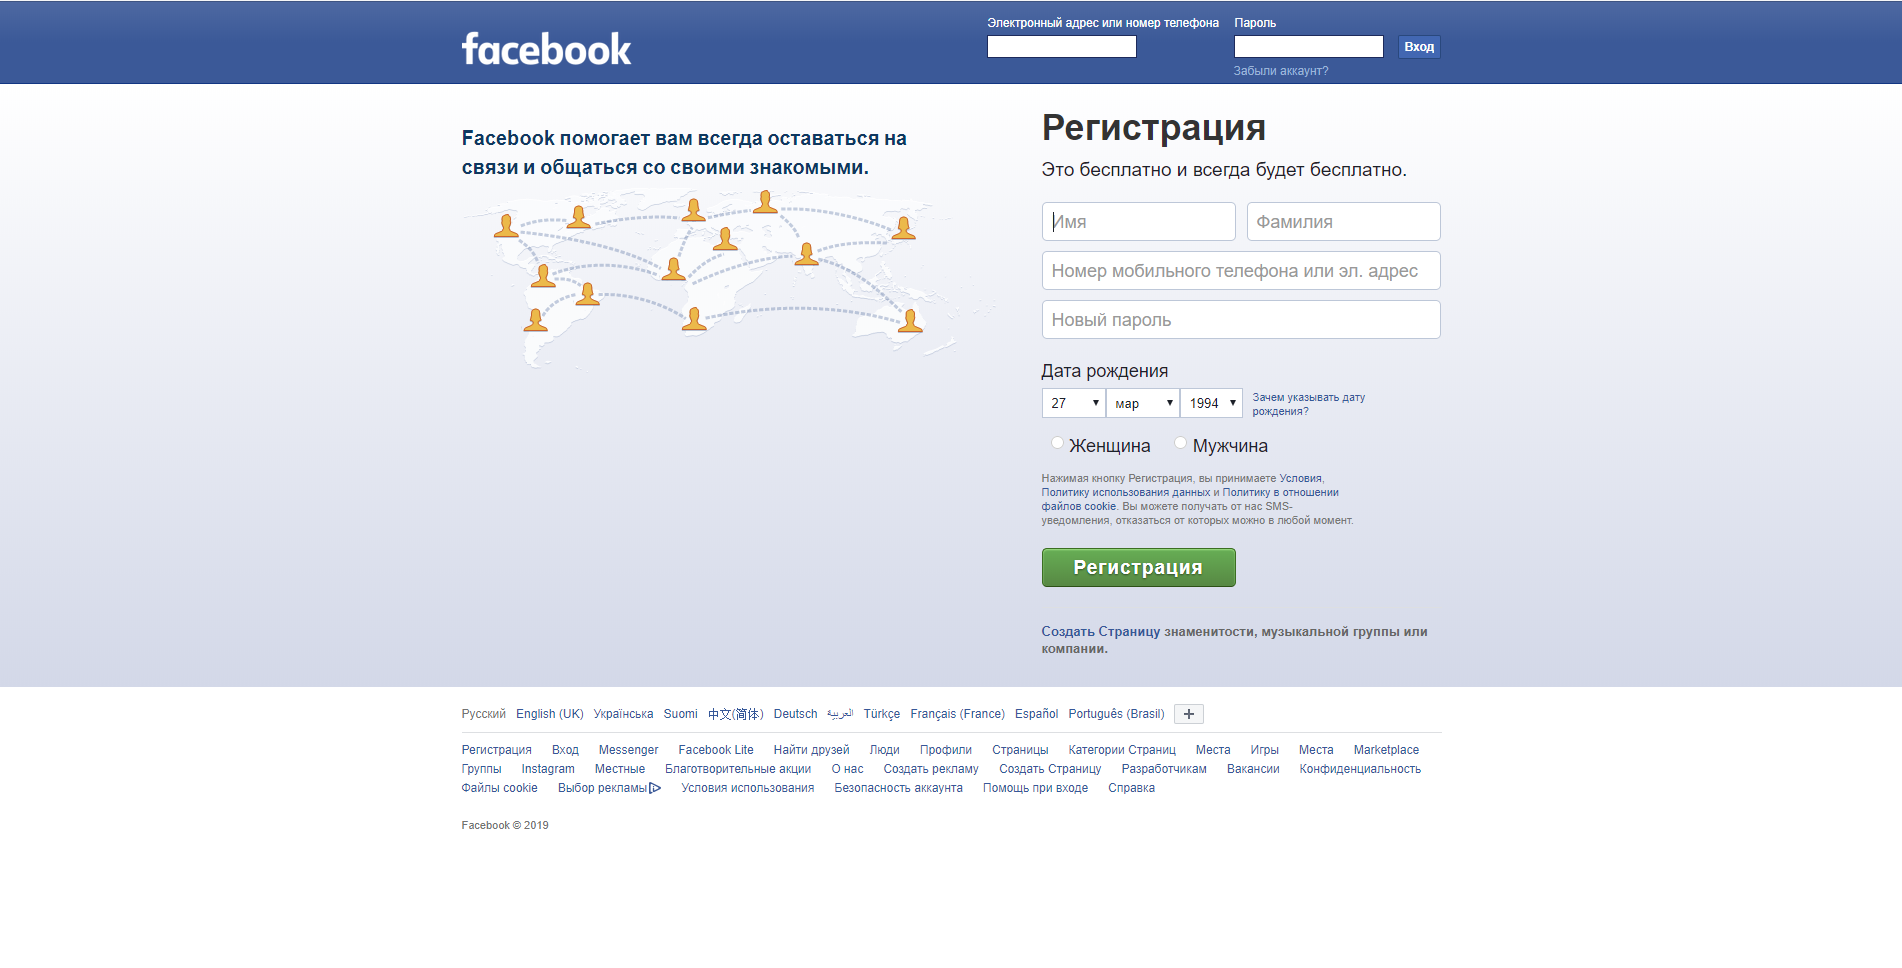 facebook
Электронный адрес или номер телефона
Пароль
Вход
Забыли аккаунт?
Facebook помогает вам всегда оставаться на
связи и общаться со своими знакомыми.
Регистрация
Это бесплатно и всегда будет бесплатно.
Имя
Фамилия
Номер мобильного телефона или эл. адрес
Новый пароль
Дата рождения
27 мар 1994
Зачем указывать дату
рождения?
Женщина Мужчина
Нажимая кнопку Регистрация, вы принимаете Условия,
Политику использования данных и Политику в отношении
файлов cookie. Вы можете получать от нас SMS-
уведомления, отказаться от которых можно в любой момент.
Регистрация
Создать Страницу знаменитости, музыкальной группы или
компании.
Русский English (UK) Українська Suomi 中文(简体) Deutsch العربية Türkçe Français (France) Español Português (Brasil) +
Регистрация Вход Messenger Facebook Lite Найти друзей Люди Профили Страницы Категории Страниц Места Игры Места Marketplace
Группы Instagram Местные Благотворительные акции О нас Создать рекламу Создать Страницу Разработчикам Вакансии Конфиденциальность
Файлы cookie Выбор рекламы Условия использования Безопасность аккаунта Помощь при входе Справка
Facebook © 2019